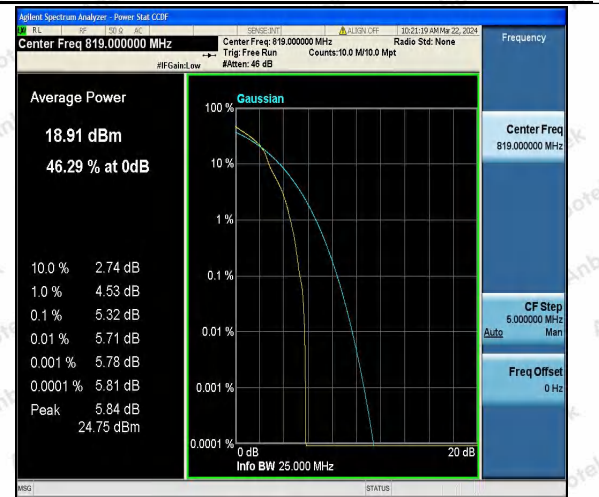 Agilent Spectrum Analyzer - Power Stat CCDF
RL RF 50 Ω AC SENSE:INT ALIGN OFF 10:21:19 AM Mar 22, 2024
Center Freq 819.000000 MHz
Center Freq: 819.000000 MHz Radio Std: None
Trig: Free Run Counts:10.0 M/10.0 Mpt
#IFGain:Low #Atten: 46 dB
Frequency
Average Power
18.91 dBm
46.29 % at 0dB
10.0 % 2.74 dB
1.0 % 4.53 dB
0.1 % 5.32 dB
0.01 % 5.71 dB
0.001 % 5.78 dB
0.0001 % 5.81 dB
Peak 5.84 dB
24.75 dBm
Gaussian
100 %
10 %
1 %
0.1 %
0.01 %
0.001 %
0.0001 %
0 dB 20 dB
Info BW 25.000 MHz
Center Freq
819.000000 MHz
CF Step
5.000000 MHz
Auto Man
Freq Offset
0 Hz
MSG STATUS